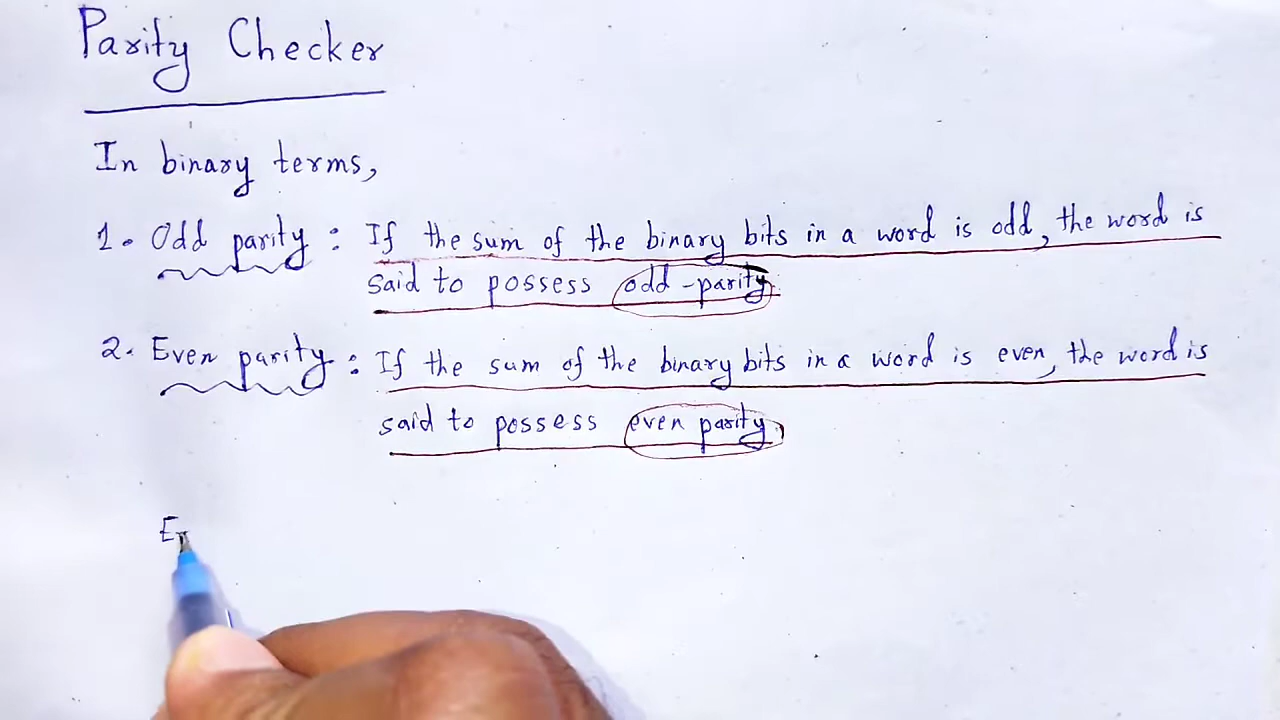 Parity Checker
In binary terms,
1. Odd parity : If the sum of the binary bits in a word is odd, the word is
said to possess odd-parity.
2. Even parity : If the sum of the binary bits in a word is even, the word is
said to possess even parity.